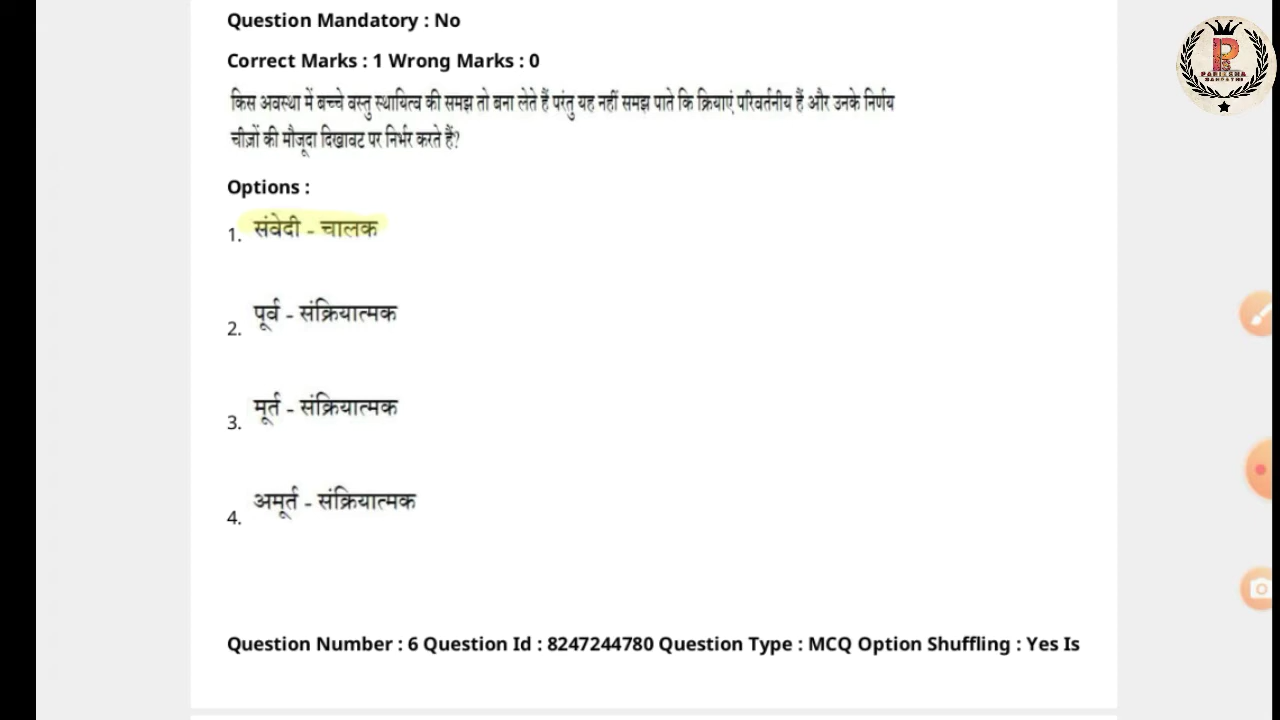 Question Mandatory : No
Correct Marks : 1 Wrong Marks : 0
किस अवस्था में बच्चे वस्तु स्थायित्व की समझ तो बना लेते हैं परंतु यह नहीं समझ पाते कि क्रियाएं परिवर्तनीय हैं और उनके निर्णय
चीज़ों की मौजूदा दिखावट पर निर्भर करते हैं?
Options :
1. संवेदी - चालक
2. पूर्व - संक्रियात्मक
3. मूर्त - संक्रियात्मक
4. अमूर्त - संक्रियात्मक
Question Number : 6 Question Id : 8247244780 Question Type : MCQ Option Shuffling : Yes Is